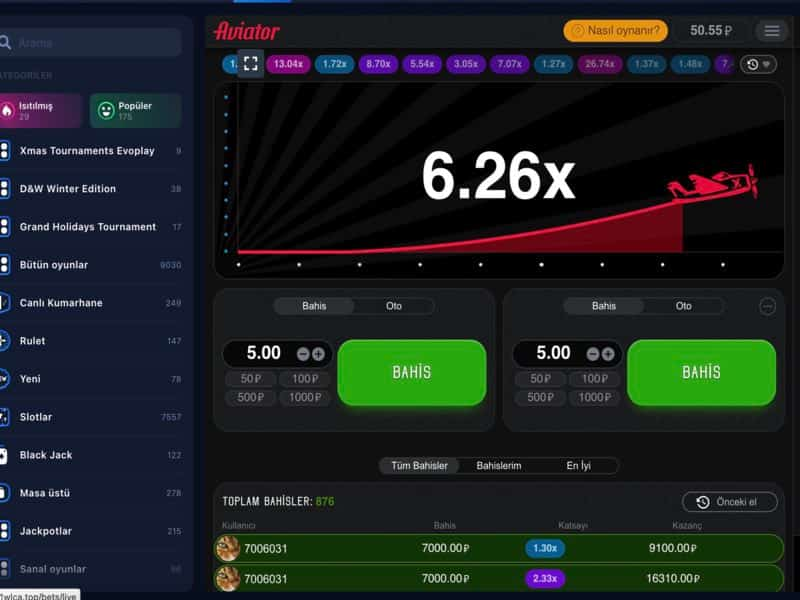 Aviator
Nasıl oynanır?
50.55 ₽
Arama
13.04x
1.72x
8.70x
5.54x
3.05x
7.07x
1.27x
26.74x
1.37x
1.48x
KATEGORİLER
Isıtılmış
29
Popüler
175
Xmas Tournaments Evoplay 9
D&W Winter Edition 38
Grand Holidays Tournament 17
Bütün oyunlar 9030
Canlı Kumarhane 249
Rulet 147
Yeni 78
Slotlar 7557
Black Jack 122
Masa üstü 278
Jackpotlar 215
Sanal oyunlar
1wlca.top/bets/live
6.26x
Bahis Oto
5.00
50₽ 100₽
500₽ 1000₽
BAHİS
Bahis Oto
5.00
50₽ 100₽
500₽ 1000₽
BAHİS
Tüm Bahisler Bahislerim En İyi
TOPLAM BAHİSLER: 876
Önceki el
Kullanıcı Bahis Katsayı Kazanç
7006031 7000.00₽ 1.30x 9100.00₽
7006031 7000.00₽ 2.33x 16310.00₽